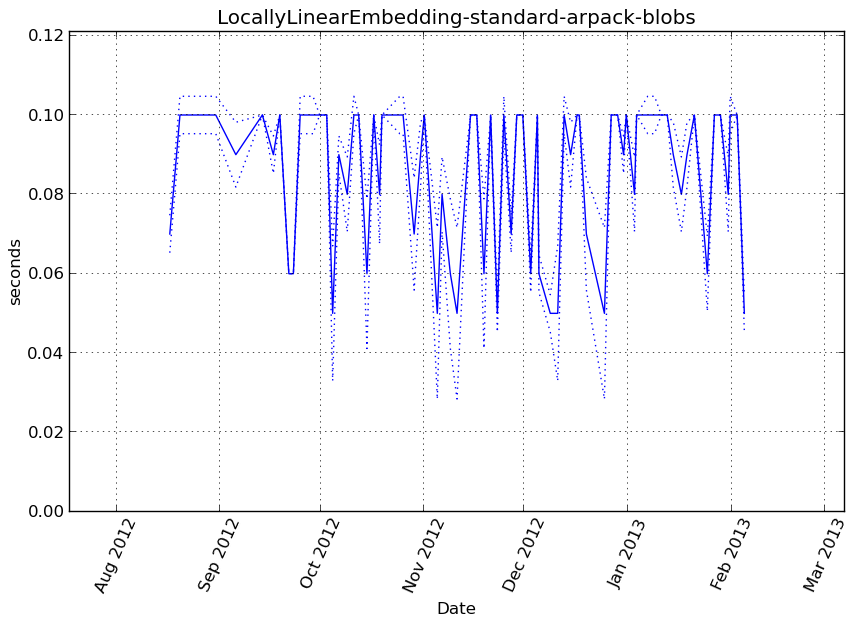 LocallyLinearEmbedding-standard-arpack-blobs
0.12
0.10
0.08
0.06
0.04
0.02
0.00
seconds
Aug 2012
Sep 2012
Oct 2012
Nov 2012
Dec 2012
Jan 2013
Feb 2013
Mar 2013
Date